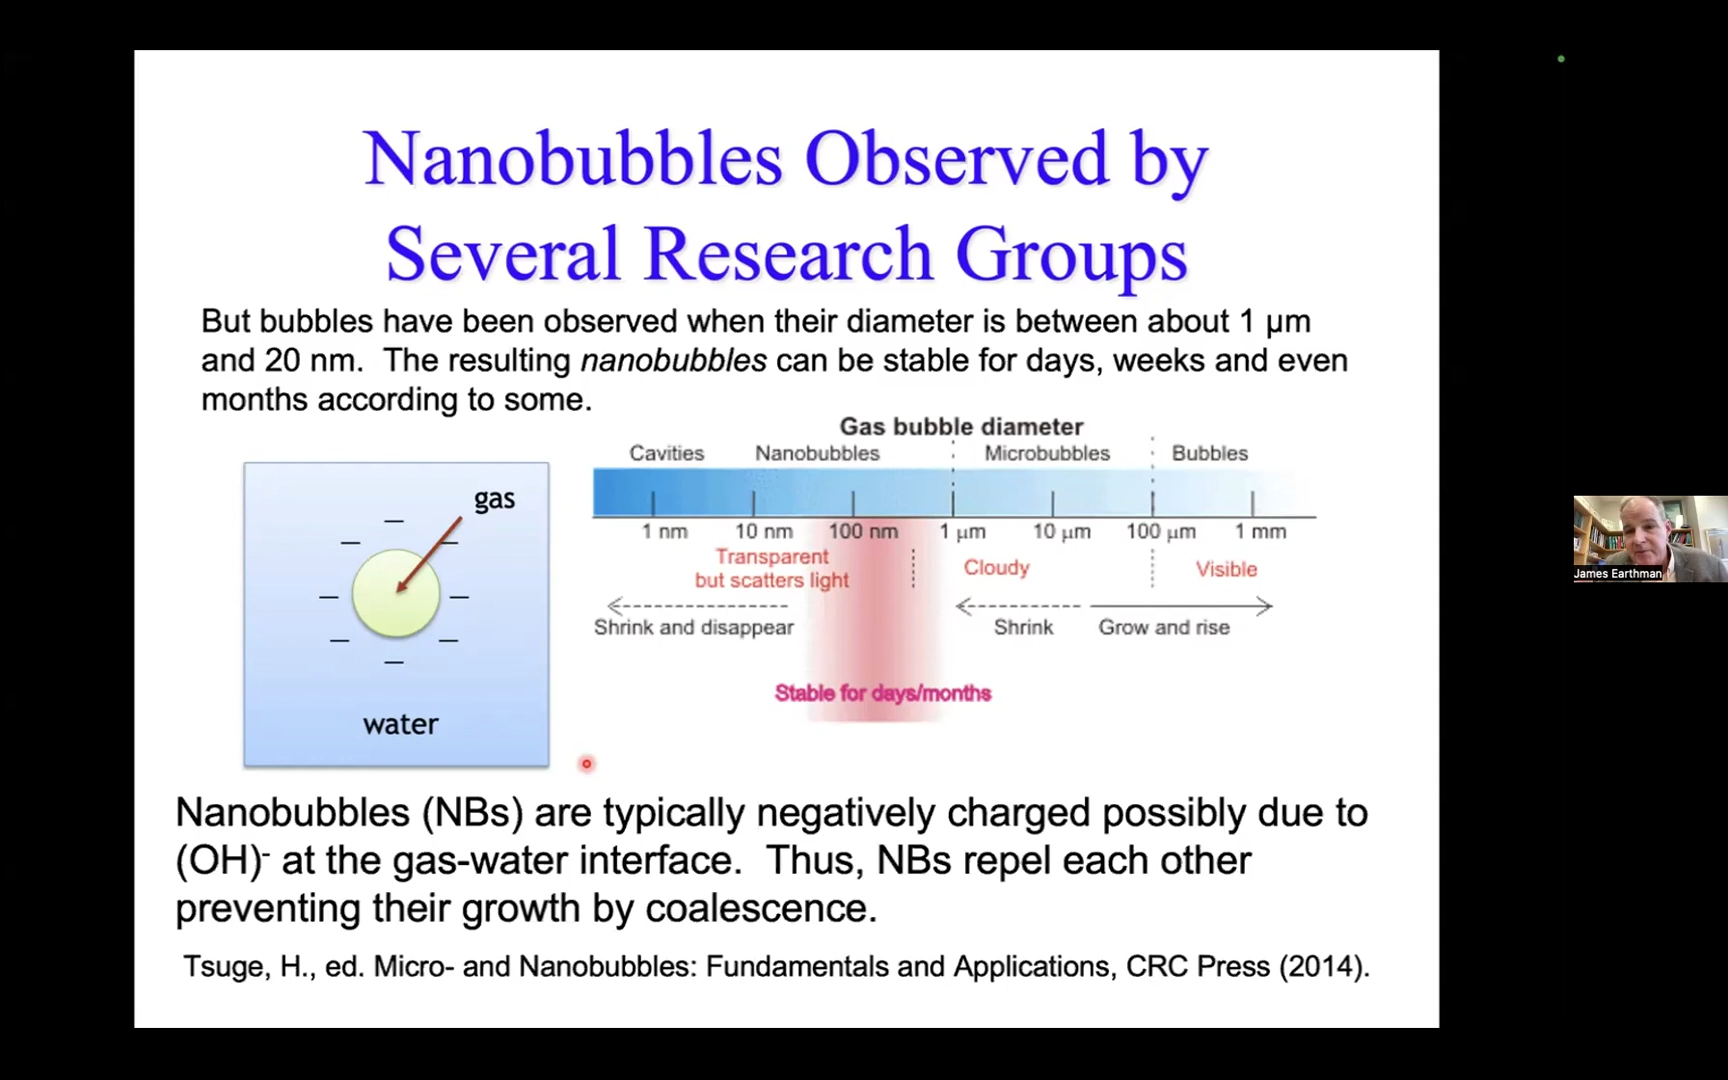 Nanobubbles Observed by
Several Research Groups
But bubbles have been observed when their diameter is between about 1 µm
and 20 nm. The resulting nanobubbles can be stable for days, weeks and even
months according to some.
Gas bubble diameter
Cavities Nanobubbles Microbubbles Bubbles
1 nm 10 nm 100 nm 1 µm 10 µm 100 µm 1 mm
Transparent
but scatters light
Cloudy
Visible
Shrink and disappear
Shrink
Grow and rise
Stable for days/months
gas
water
Nanobubbles (NBs) are typically negatively charged possibly due to
(OH)⁻ at the gas-water interface. Thus, NBs repel each other
preventing their growth by coalescence.
Tsuge, H., ed. Micro- and Nanobubbles: Fundamentals and Applications, CRC Press (2014).
James Earthman